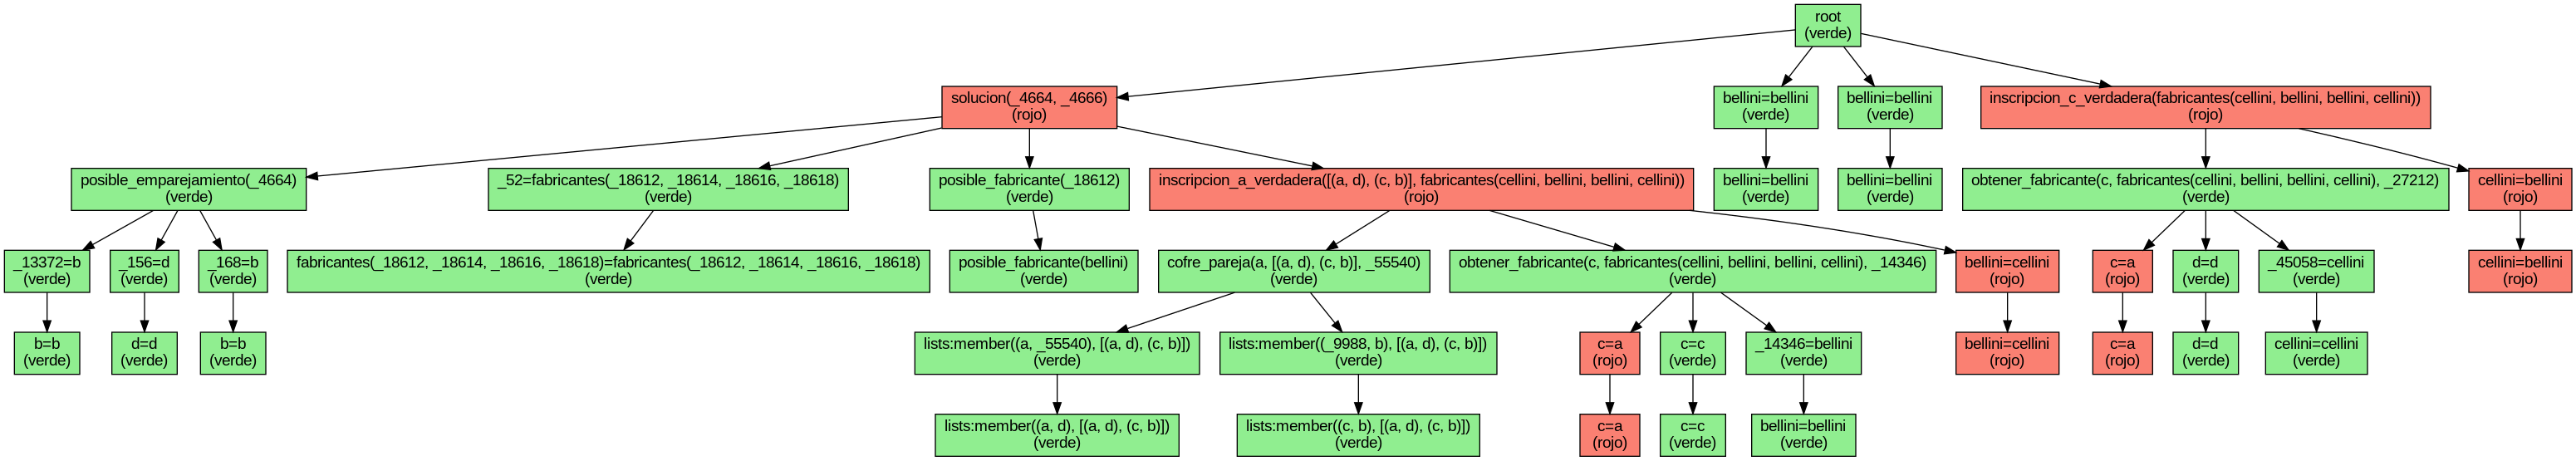 root
(verde)
solucion(_4664, _4666)
(rojo)
bellini=bellini
(verde)
bellini=bellini
(verde)
inscripcion_c_verdadera(fabricantes(cellini, bellini, bellini, cellini))
(rojo)
posible_emparejamiento(_4664)
(verde)
_52=fabricantes(_18612, _18614, _18616, _18618)
(verde)
posible_fabricante(_18612)
(verde)
inscripcion_a_verdadera([(a, d), (c, b)], fabricantes(cellini, bellini, bellini, cellini))
(rojo)
bellini=bellini
(verde)
bellini=bellini
(verde)
obtener_fabricante(c, fabricantes(cellini, bellini, bellini, cellini), _27212)
(verde)
cellini=bellini
(rojo)
_13372=b
(verde)
_156=d
(verde)
_168=b
(verde)
fabricantes(_18612, _18614, _18616, _18618)=fabricantes(_18612, _18614, _18616, _18618)
(verde)
posible_fabricante(bellini)
(verde)
cofre_pareja(a, [(a, d), (c, b)], _55540)
(verde)
obtener_fabricante(c, fabricantes(cellini, bellini, bellini, cellini), _14346)
(verde)
bellini=cellini
(rojo)
c=a
(rojo)
d=d
(verde)
_45058=cellini
(verde)
cellini=bellini
(rojo)
b=b
(verde)
d=d
(verde)
b=b
(verde)
lists:member((a, _55540), [(a, d), (c, b)])
(verde)
lists:member((_9988, b), [(a, d), (c, b)])
(verde)
c=a
(rojo)
c=c
(verde)
_14346=bellini
(verde)
bellini=cellini
(rojo)
c=a
(rojo)
d=d
(verde)
cellini=cellini
(verde)
lists:member((a, d), [(a, d), (c, b)])
(verde)
lists:member((c, b), [(a, d), (c, b)])
(verde)
c=a
(rojo)
c=c
(verde)
bellini=bellini
(verde)